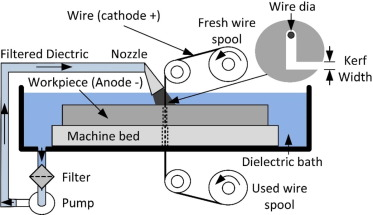 Wire (cathode +)
Fresh wire
spool
Wire dia
Kerf
Width
Filtered Diectric
Nozzle
Workpiece (Anode -)
Machine bed
Dielectric bath
Filter
Pump
Used wire
spool